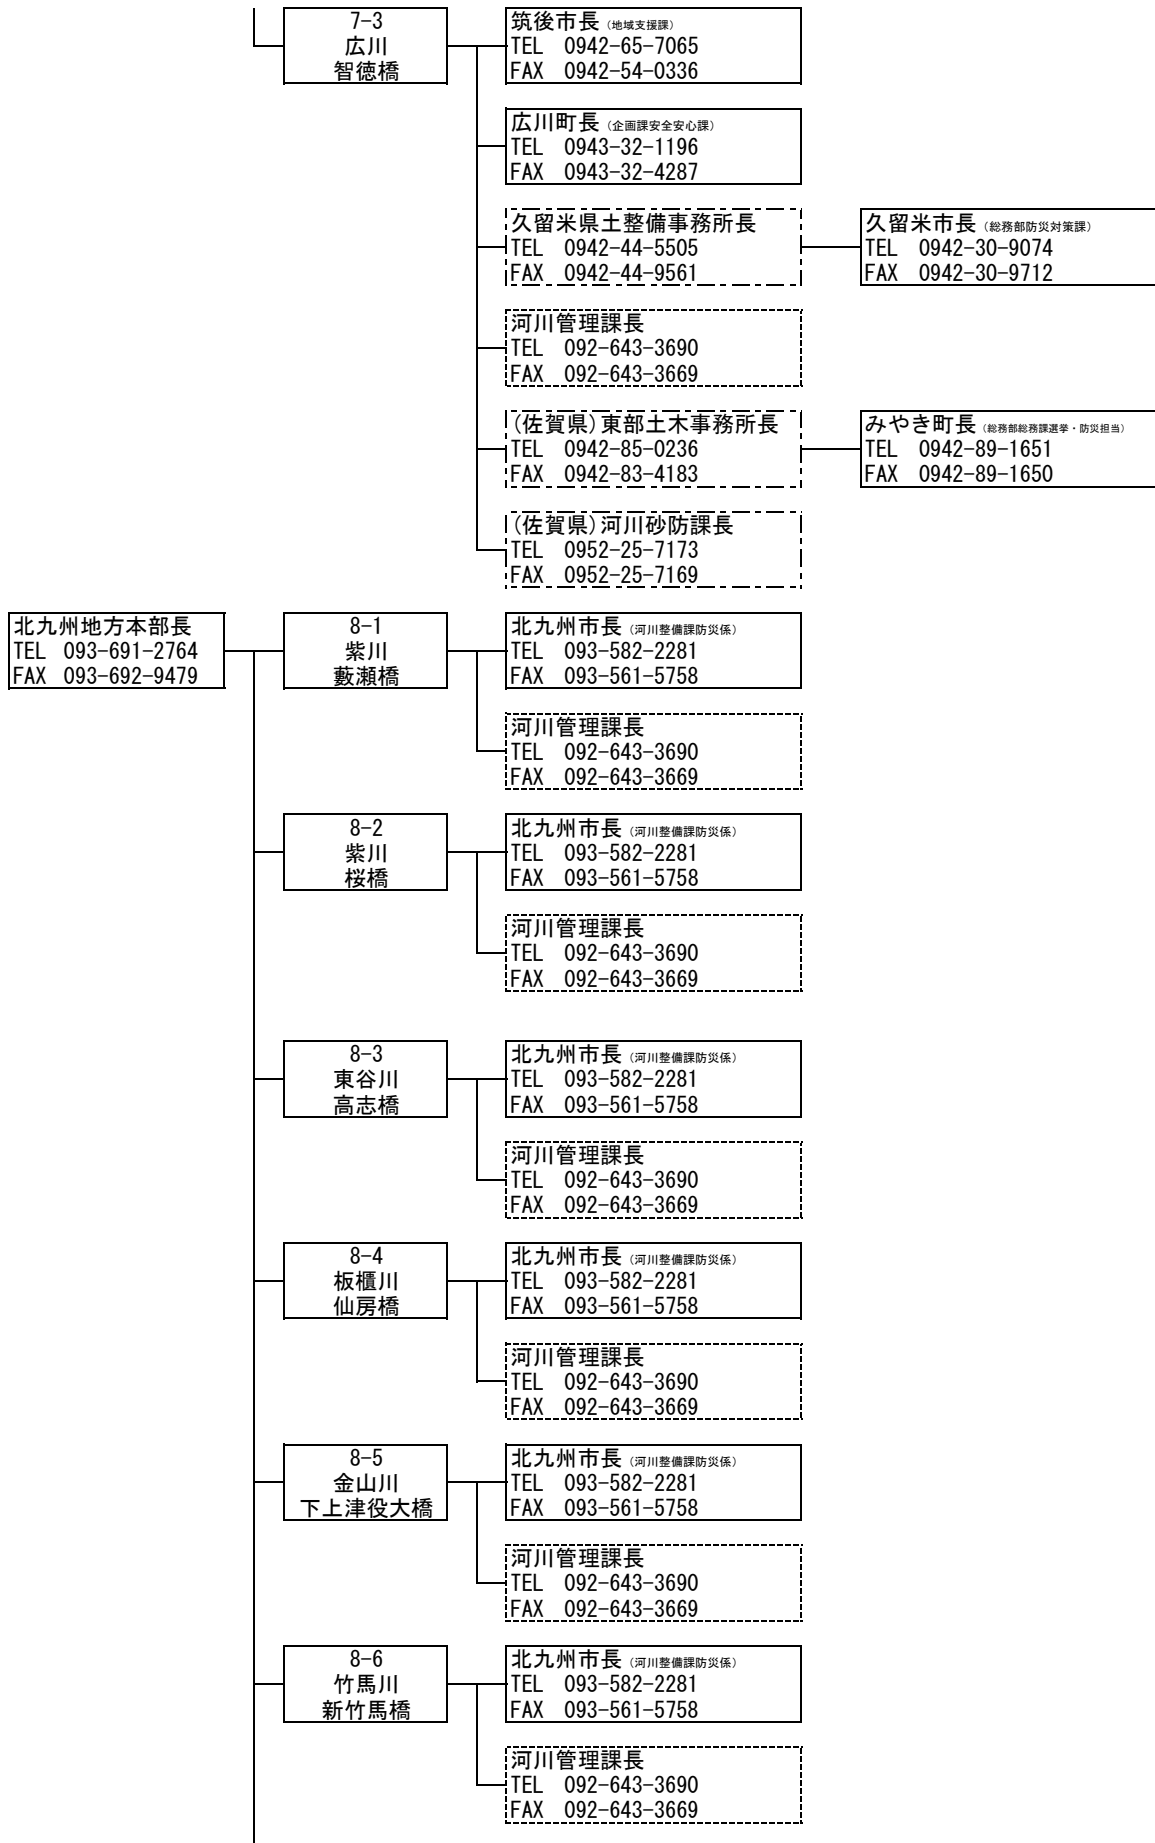 7-3
広川
智徳橋
筑後市長 (地域支援課)
TEL 0942-65-7065
FAX 0942-54-0336
広川町長 (企画課安全安心課)
TEL 0943-32-1196
FAX 0943-32-4287
久留米県土整備事務所長
TEL 0942-44-5505
FAX 0942-44-9561
久留米市長 (総務部防災対策課)
TEL 0942-30-9074
FAX 0942-30-9712
河川管理課長
TEL 092-643-3690
FAX 092-643-3669
(佐賀県)東部土木事務所長
TEL 0942-85-0236
FAX 0942-83-4183
みやき町長 (総務部総務課選挙・防災担当)
TEL 0942-89-1651
FAX 0942-89-1650
(佐賀県)河川砂防課長
TEL 0952-25-7173
FAX 0952-25-7169
北九州地方本部長
TEL 093-691-2764
FAX 093-692-9479
8-1
紫川
藪瀬橋
北九州市長 (河川整備課防災係)
TEL 093-582-2281
FAX 093-561-5758
河川管理課長
TEL 092-643-3690
FAX 092-643-3669
8-2
紫川
桜橋
北九州市長 (河川整備課防災係)
TEL 093-582-2281
FAX 093-561-5758
河川管理課長
TEL 092-643-3690
FAX 092-643-3669
8-3
東谷川
高志橋
北九州市長 (河川整備課防災係)
TEL 093-582-2281
FAX 093-561-5758
河川管理課長
TEL 092-643-3690
FAX 092-643-3669
8-4
板櫃川
仙房橋
北九州市長 (河川整備課防災係)
TEL 093-582-2281
FAX 093-561-5758
河川管理課長
TEL 092-643-3690
FAX 092-643-3669
8-5
金山川
下上津役大橋
北九州市長 (河川整備課防災係)
TEL 093-582-2281
FAX 093-561-5758
河川管理課長
TEL 092-643-3690
FAX 092-643-3669
8-6
竹馬川
新竹馬橋
北九州市長 (河川整備課防災係)
TEL 093-582-2281
FAX 093-561-5758
河川管理課長
TEL 092-643-3690
FAX 092-643-3669